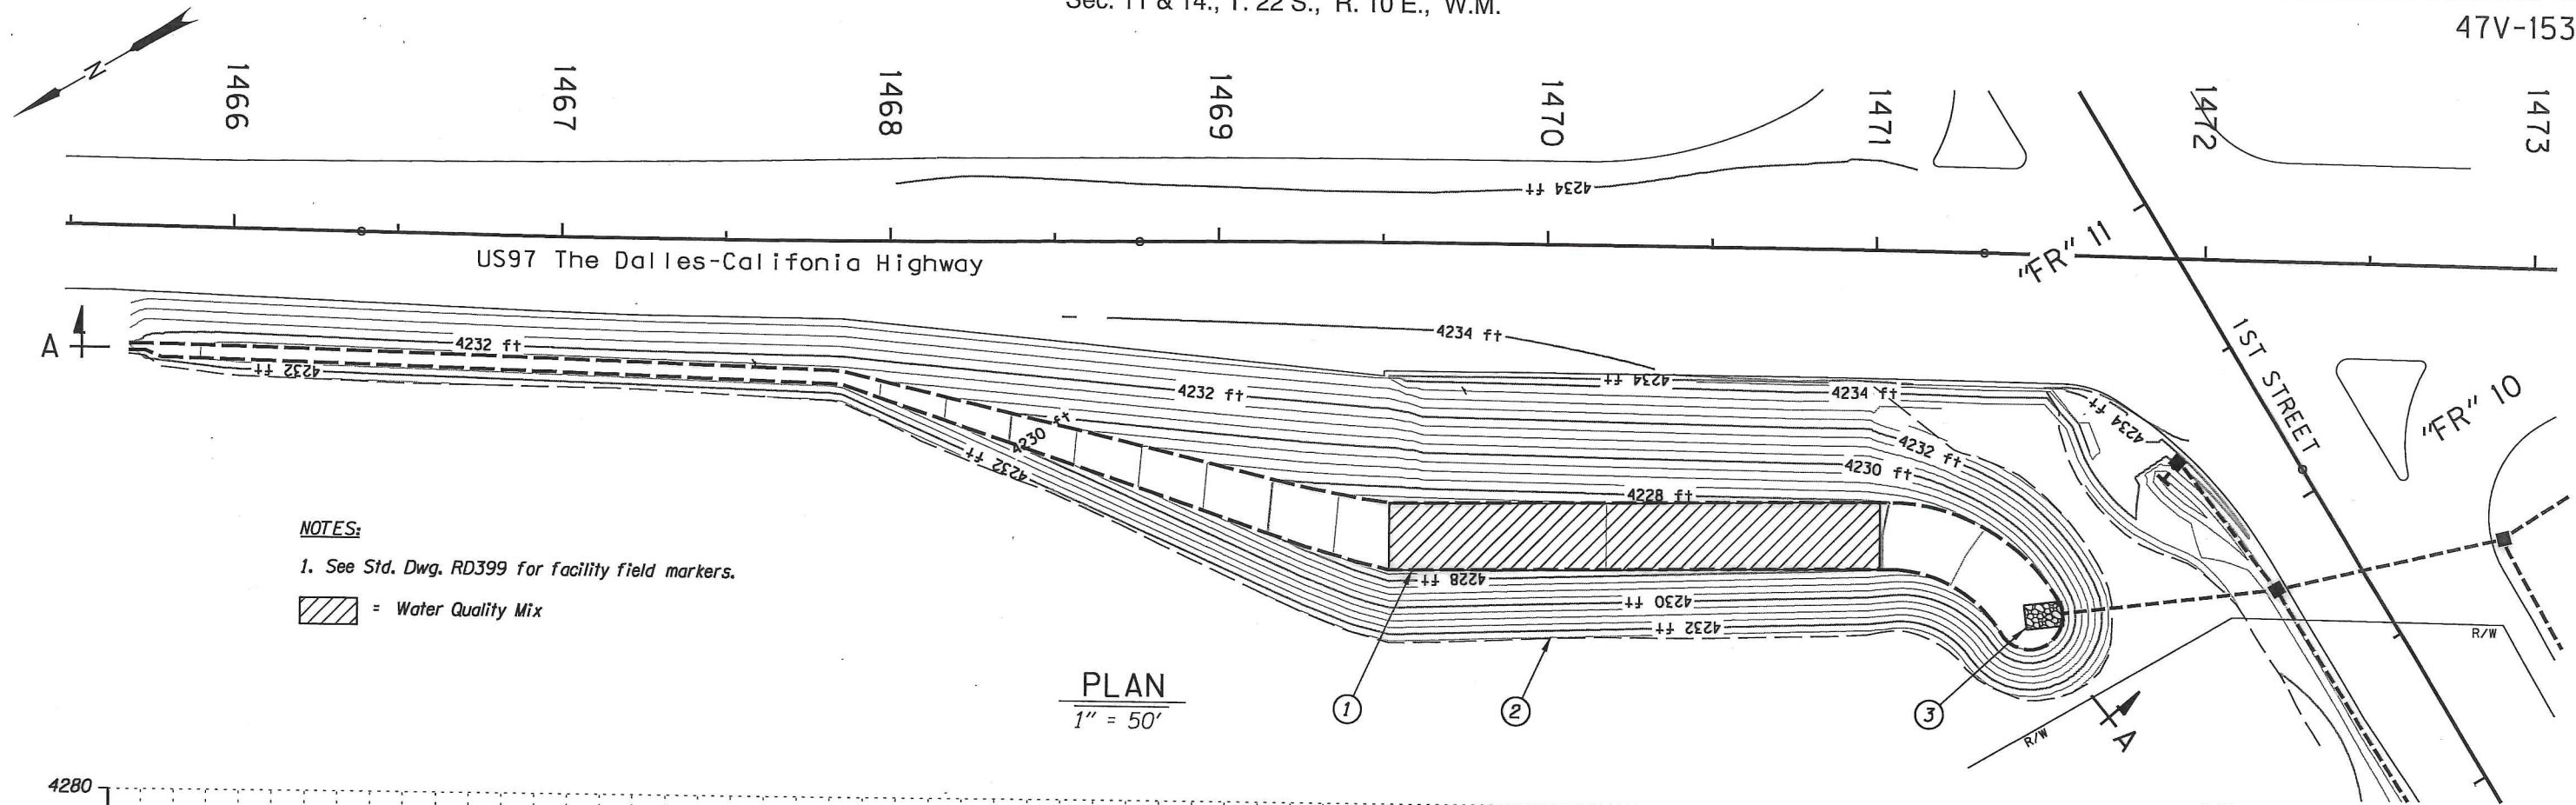 Sec. 11 & 14., T. 22 S., R. 10 E., W.M.
47V-153
N
1466
1467
1468
1469
1470
1471
1472
1473
4234 ft
US97 The Dalles-Califonia Highway
"FR" 11
1ST STREET
"FR" 10
A
4232 ft
4232 ft
4234 ft
4232 ft
4234 ft
4234 ft
4234 ft
4230 ft
4232 ft
4232 ft
4230 ft
4228 ft
4228 ft
4230 ft
4232 ft
NOTES:
1. See Std. Dwg. RD399 for facility field markers.
= Water Quality Mix
PLAN
1" = 50'
1
2
3
R/W
R/W
A
4280